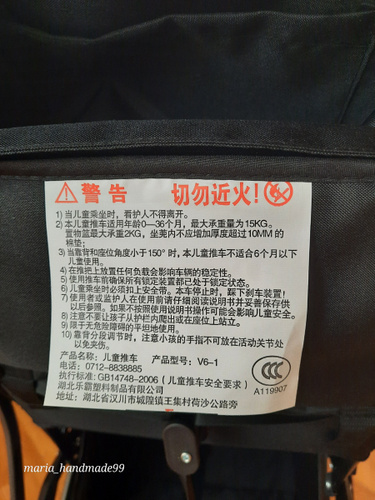 警告 切勿近火!
1) 当儿童乘坐时，看护人不得离开。
2) 本儿童推车适用年龄0—36个月，最大承重量为15KG。
置物篮最大承重2KG，坐蔸内不应增加厚度超过10MM的
棉垫；
3) 当靠背和座位角度小于150°时，本儿童推车不适合6个月以下
儿童使用。
4) 在推把上放置任何负载会影响车辆的稳定性。
5) 使用推车前确保所有锁定装置都已处于锁定状态。
6) 儿童乘坐时必须扣上安全带。停车上时，踩下刹车装置！
7) 使用者或监护人在使用前请仔细阅读说明书并妥善保存供
以后参照。如果不按照使用说明书操作可能会影响儿童安全。
8) 注意不要让孩子从护栏内爬出或在座位上站立。
9) 限于无危险障碍的平坦地使用。
10) 靠背分段调节时，注意小孩的手指不可放在活动关节处
以免夹伤。
产品名称：儿童推车 产品型号：V6-1
电话：0712-8838885
执行标准：GB14748-2006（儿童推车安全要求）
湖北乐霸塑料制品有限公司
地址：湖北省汉川市城隍镇王集村荷沙公路旁
CCC
A119907
maria_handmade99